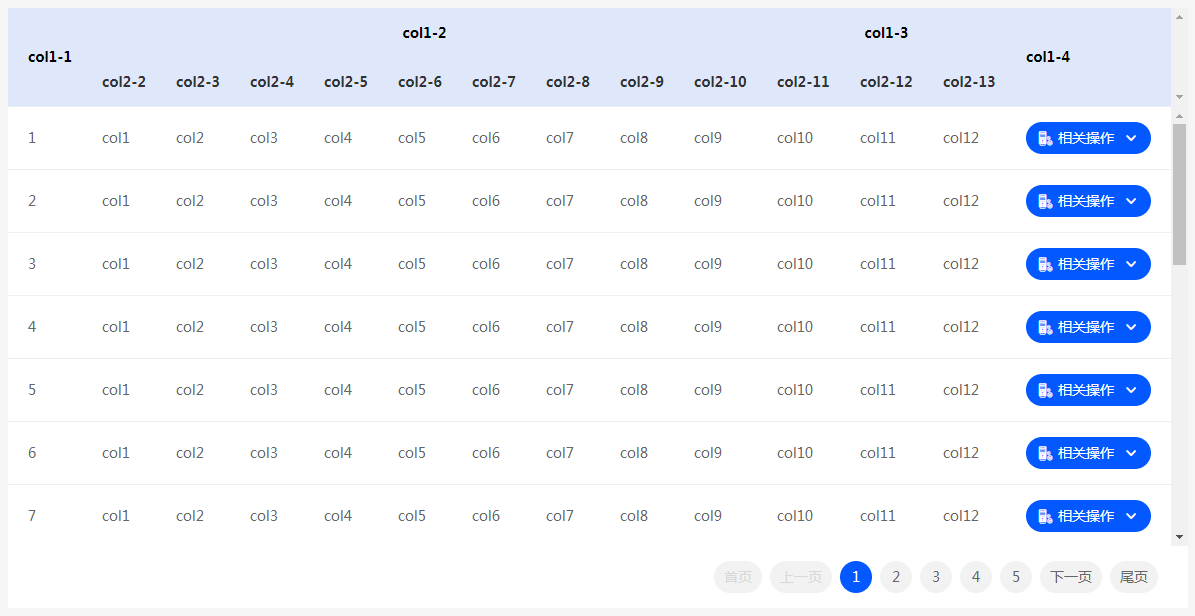 col1-2 col1-3
col1-1 col1-4
col2-2 col2-3 col2-4 col2-5 col2-6 col2-7 col2-8 col2-9 col2-10 col2-11 col2-12 col2-13
1 col1 col2 col3 col4 col5 col6 col7 col8 col9 col10 col11 col12 相关操作
2 col1 col2 col3 col4 col5 col6 col7 col8 col9 col10 col11 col12 相关操作
3 col1 col2 col3 col4 col5 col6 col7 col8 col9 col10 col11 col12 相关操作
4 col1 col2 col3 col4 col5 col6 col7 col8 col9 col10 col11 col12 相关操作
5 col1 col2 col3 col4 col5 col6 col7 col8 col9 col10 col11 col12 相关操作
6 col1 col2 col3 col4 col5 col6 col7 col8 col9 col10 col11 col12 相关操作
7 col1 col2 col3 col4 col5 col6 col7 col8 col9 col10 col11 col12 相关操作
首页 上一页 1 2 3 4 5 下一页 尾页